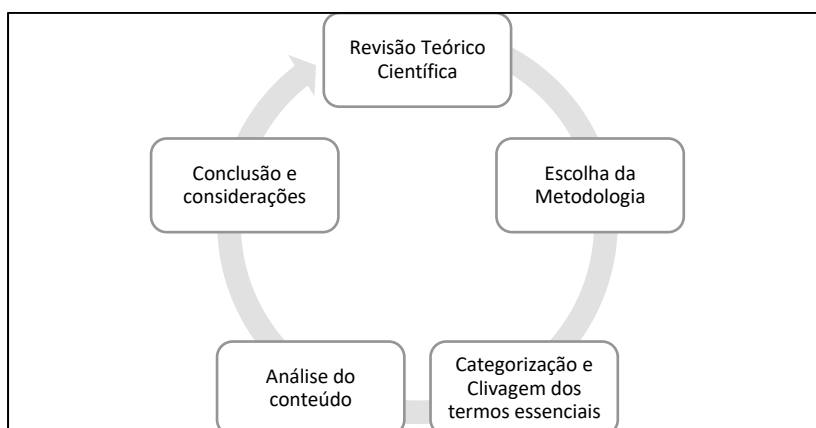 Revisão Teórico
Científica
Escolha da
Metodologia
Categorização e
Clivagem dos
termos essenciais
Análise do
conteúdo
Conclusão e
considerações